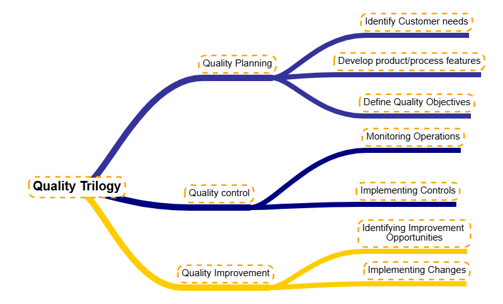 Identify Customer needs
Quality Planning
Develop product/process features
Define Quality Objectives
Monitoring Operations
Quality Trilogy
Quality control
Implementing Controls
Identifying Improvement
Opportunities
Quality Improvement
Implementing Changes